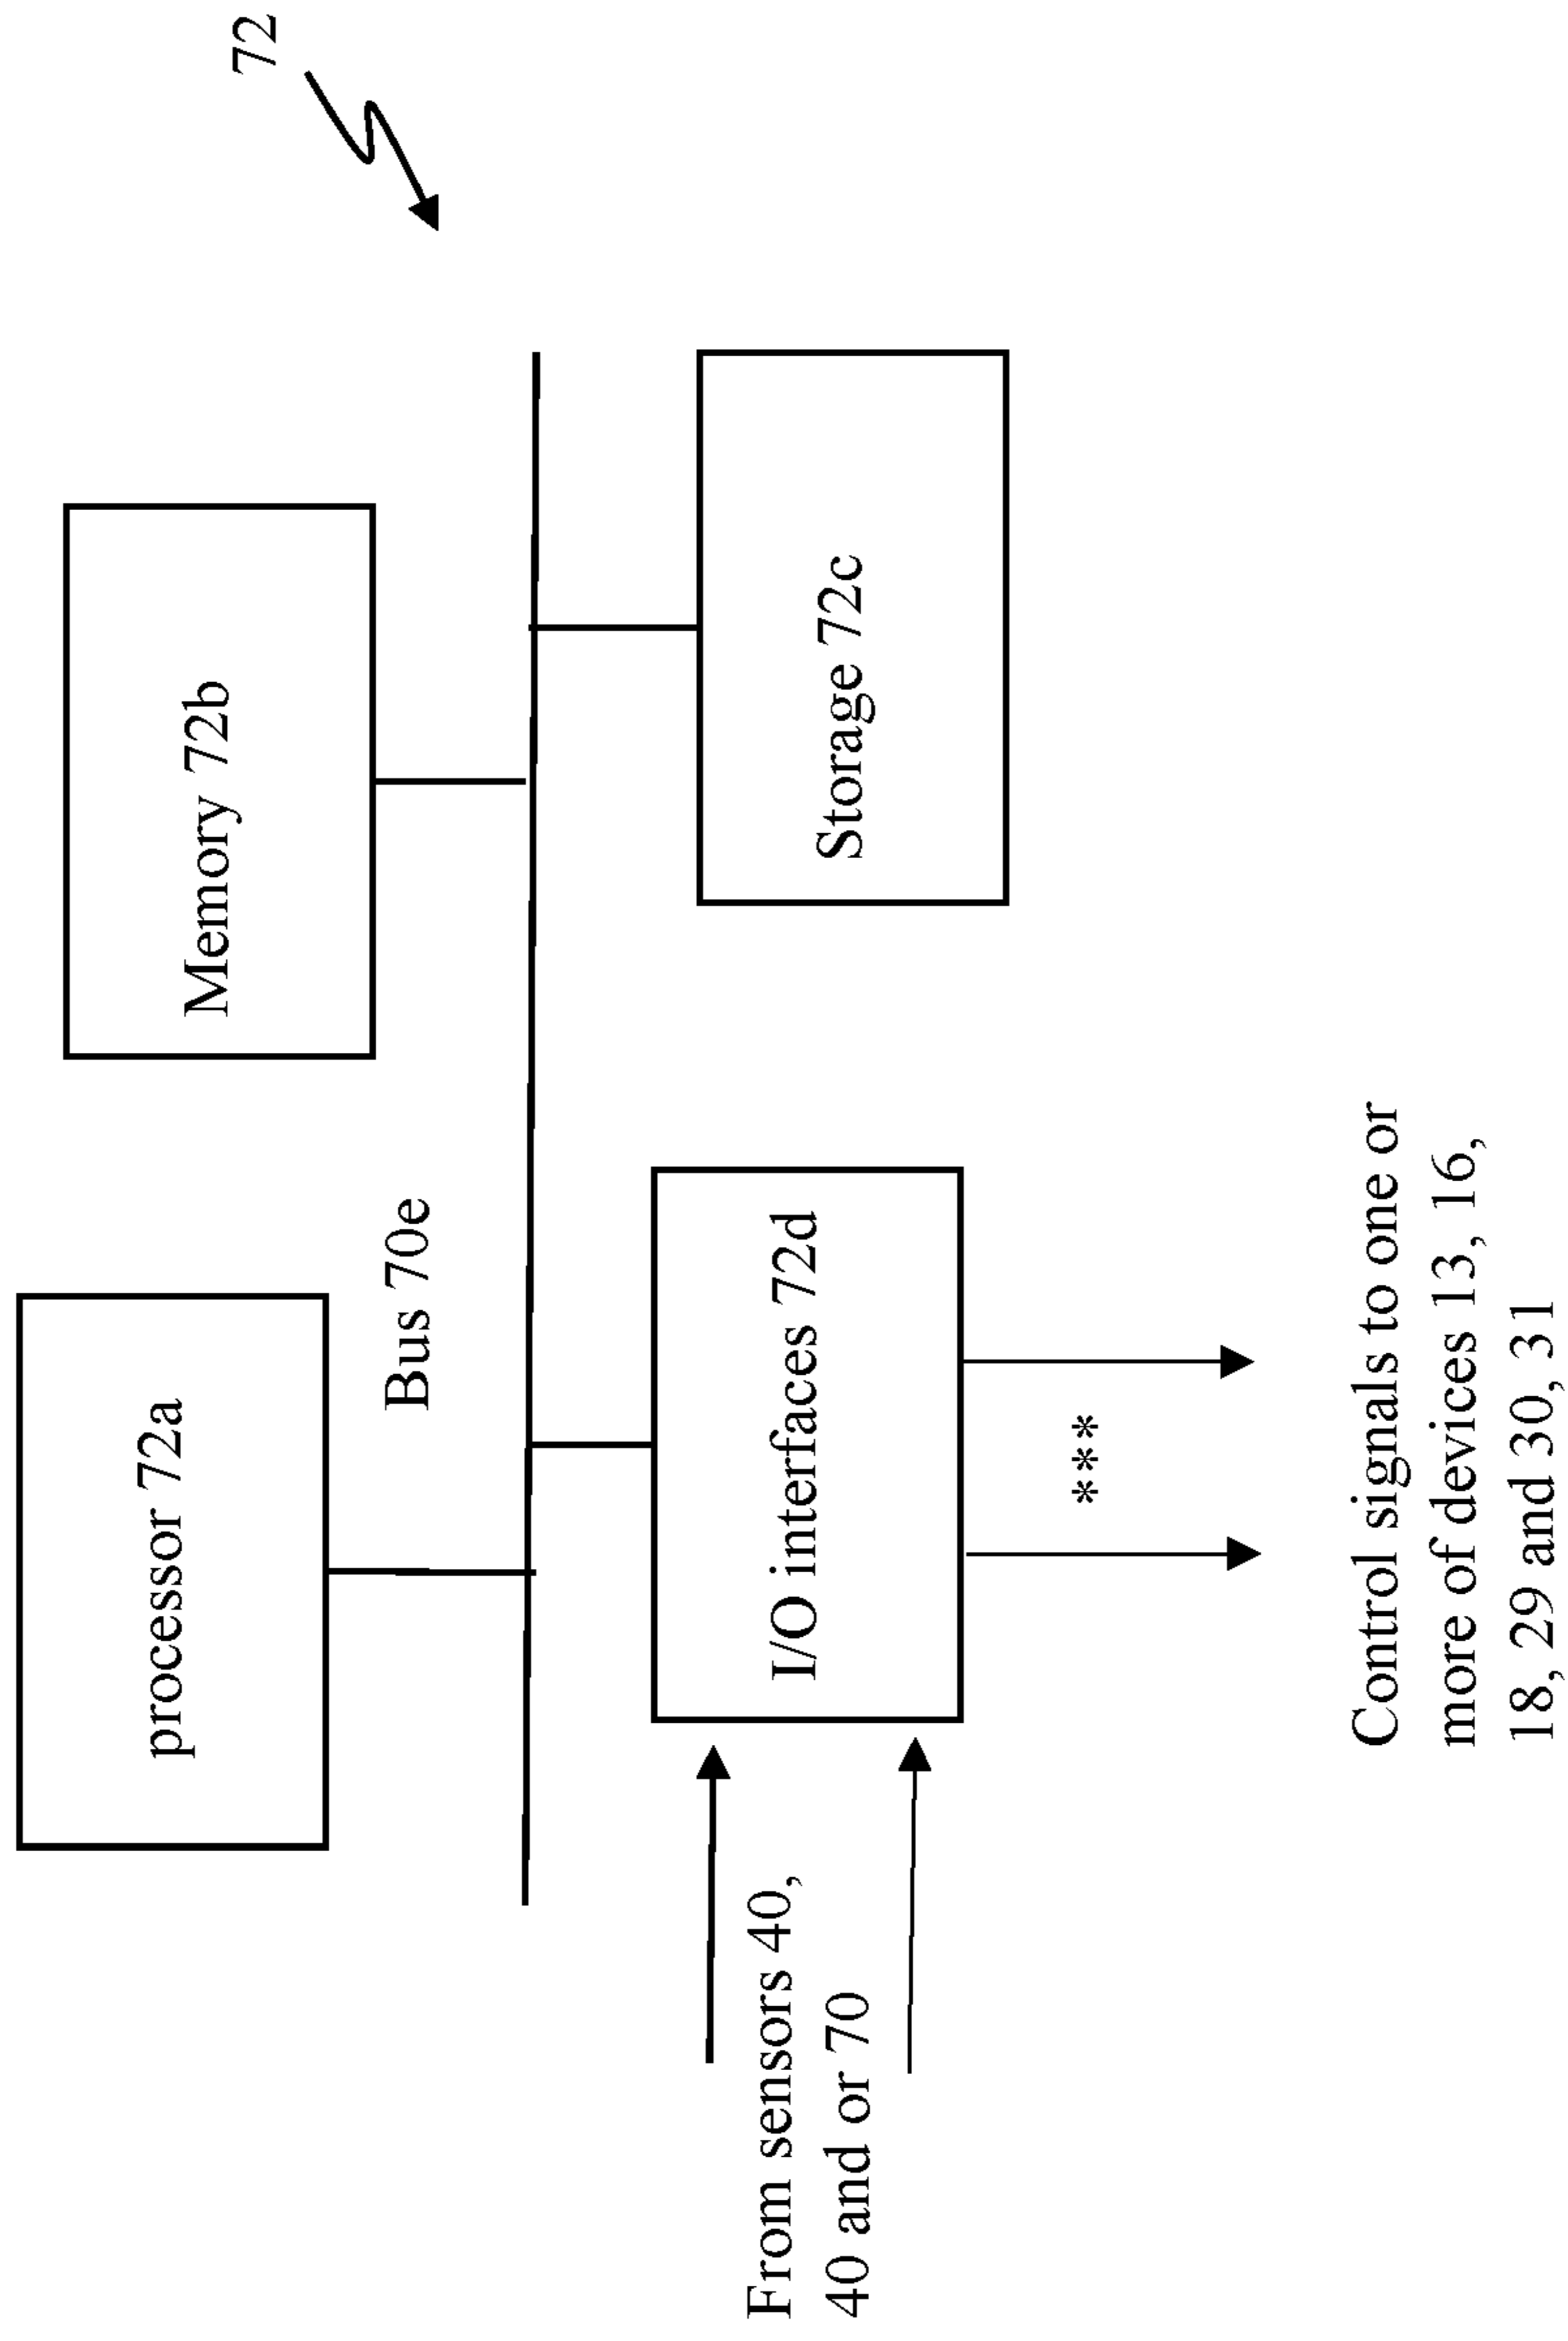 72
processor 72a
Memory 72b
Bus 70e
I/O interfaces 72d
Storage 72c
From sensors 40,
40 and or 70
***
Control signals to one or
more of devices 13, 16,
18, 29 and 30, 31